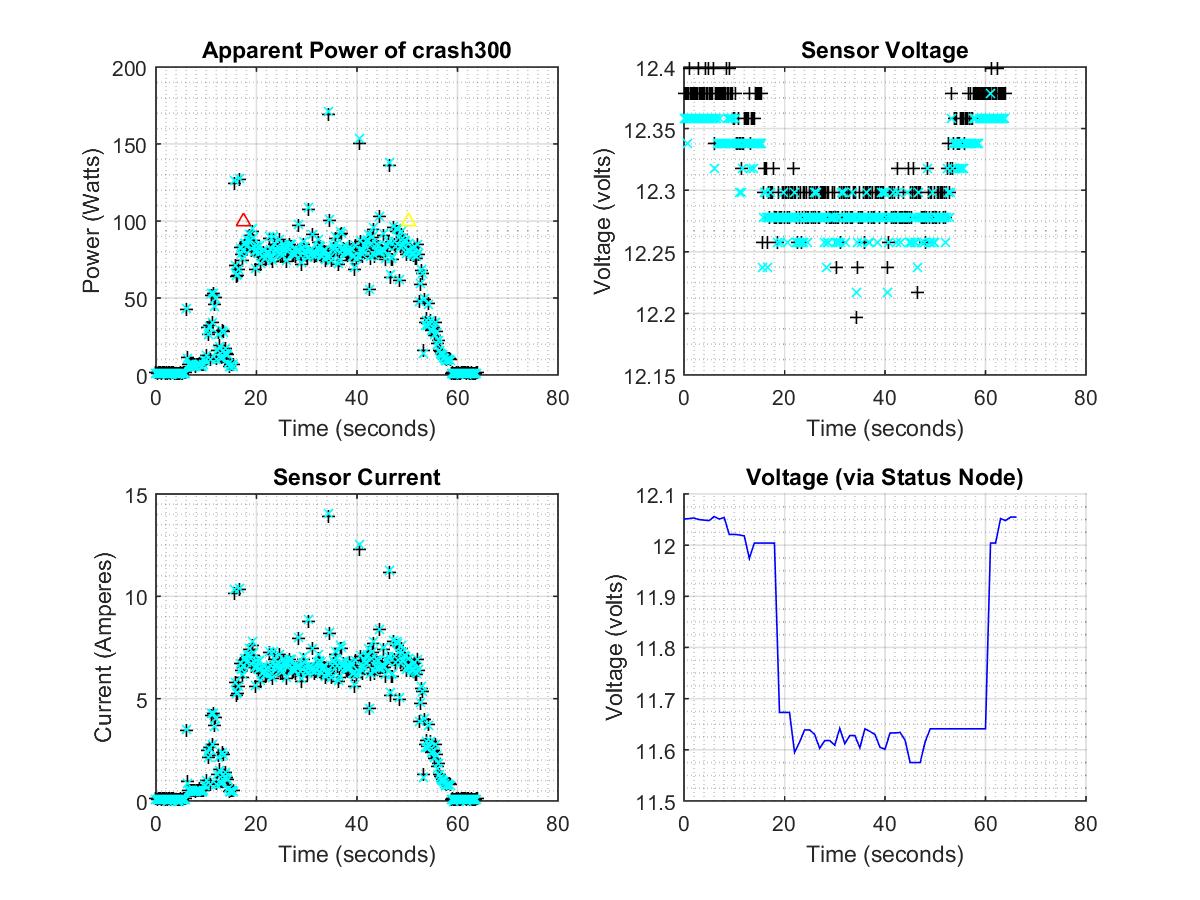 Apparent Power of crash300
200
150
100
50
0
0 20 40 60 80
Power (Watts)
Time (seconds)
Sensor Voltage
12.4
12.35
12.3
12.25
12.2
12.15
0 20 40 60 80
Voltage (volts)
Time (seconds)
Sensor Current
15
10
5
0
0 20 40 60 80
Current (Amperes)
Time (seconds)
Voltage (via Status Node)
12.1
12
11.9
11.8
11.7
11.6
11.5
0 20 40 60 80
Voltage (volts)
Time (seconds)